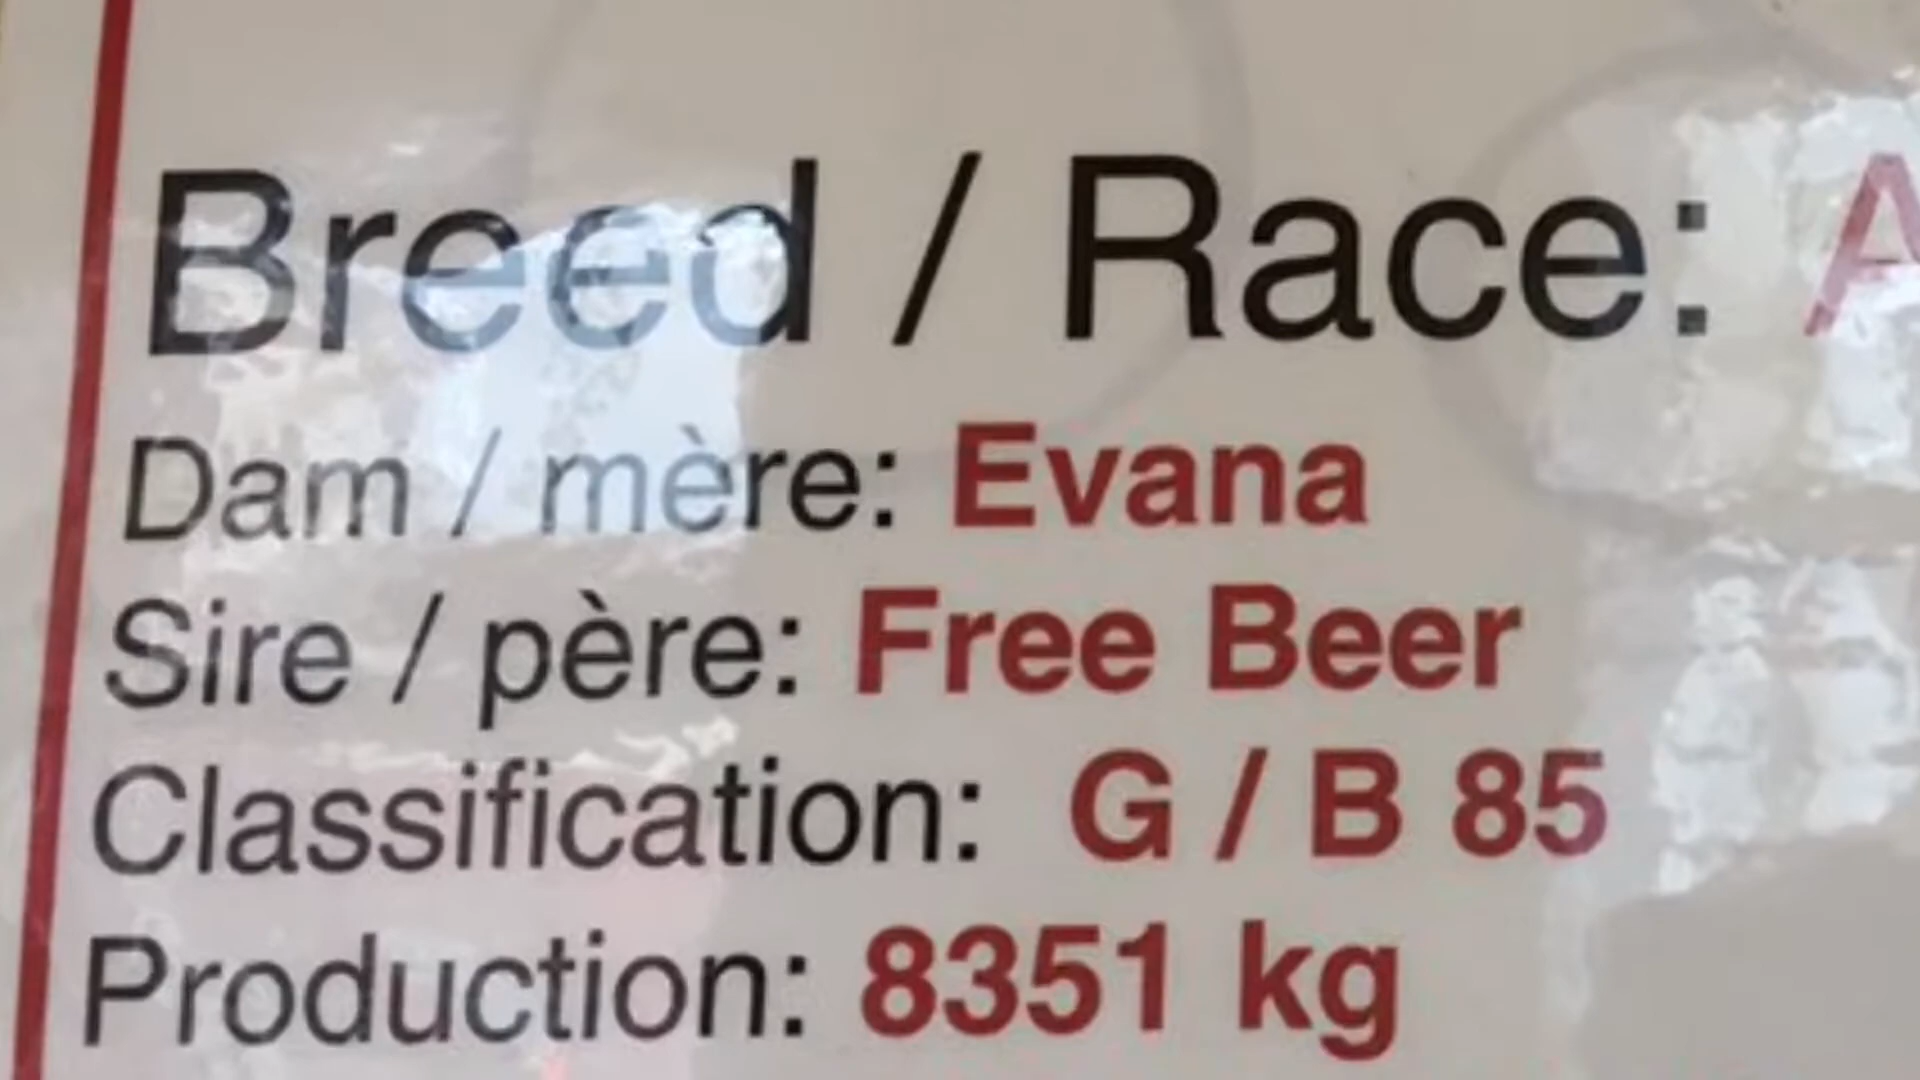 Breed / Race: A
Dam / mère: Evana
Sire / père: Free Beer
Classification: G / B 85
Production: 8351 kg